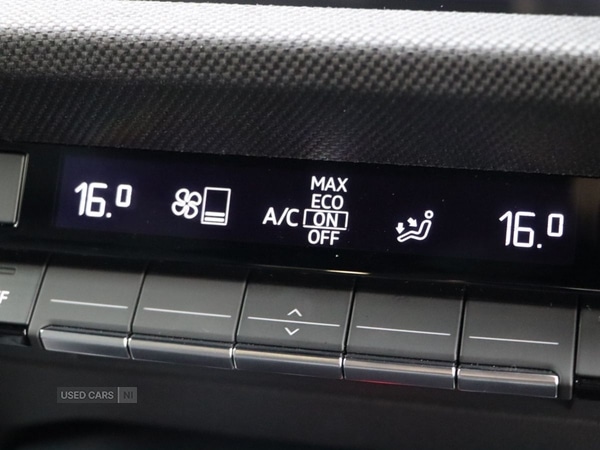 16.0
MAX
ECO
A/C ON
OFF
16.0
F
USED CARS NI